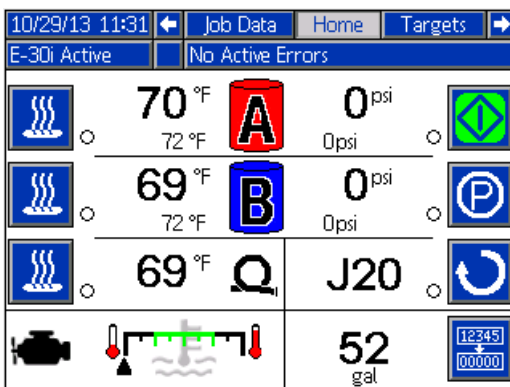 10/29/13 11:31 Job Data Home Targets
E-30i Active No Active Errors
70 °F A 0 psi
72 °F 0psi
69 °F B 0 psi
72 °F 0psi
69 °F J20
12345
52 00000
gal